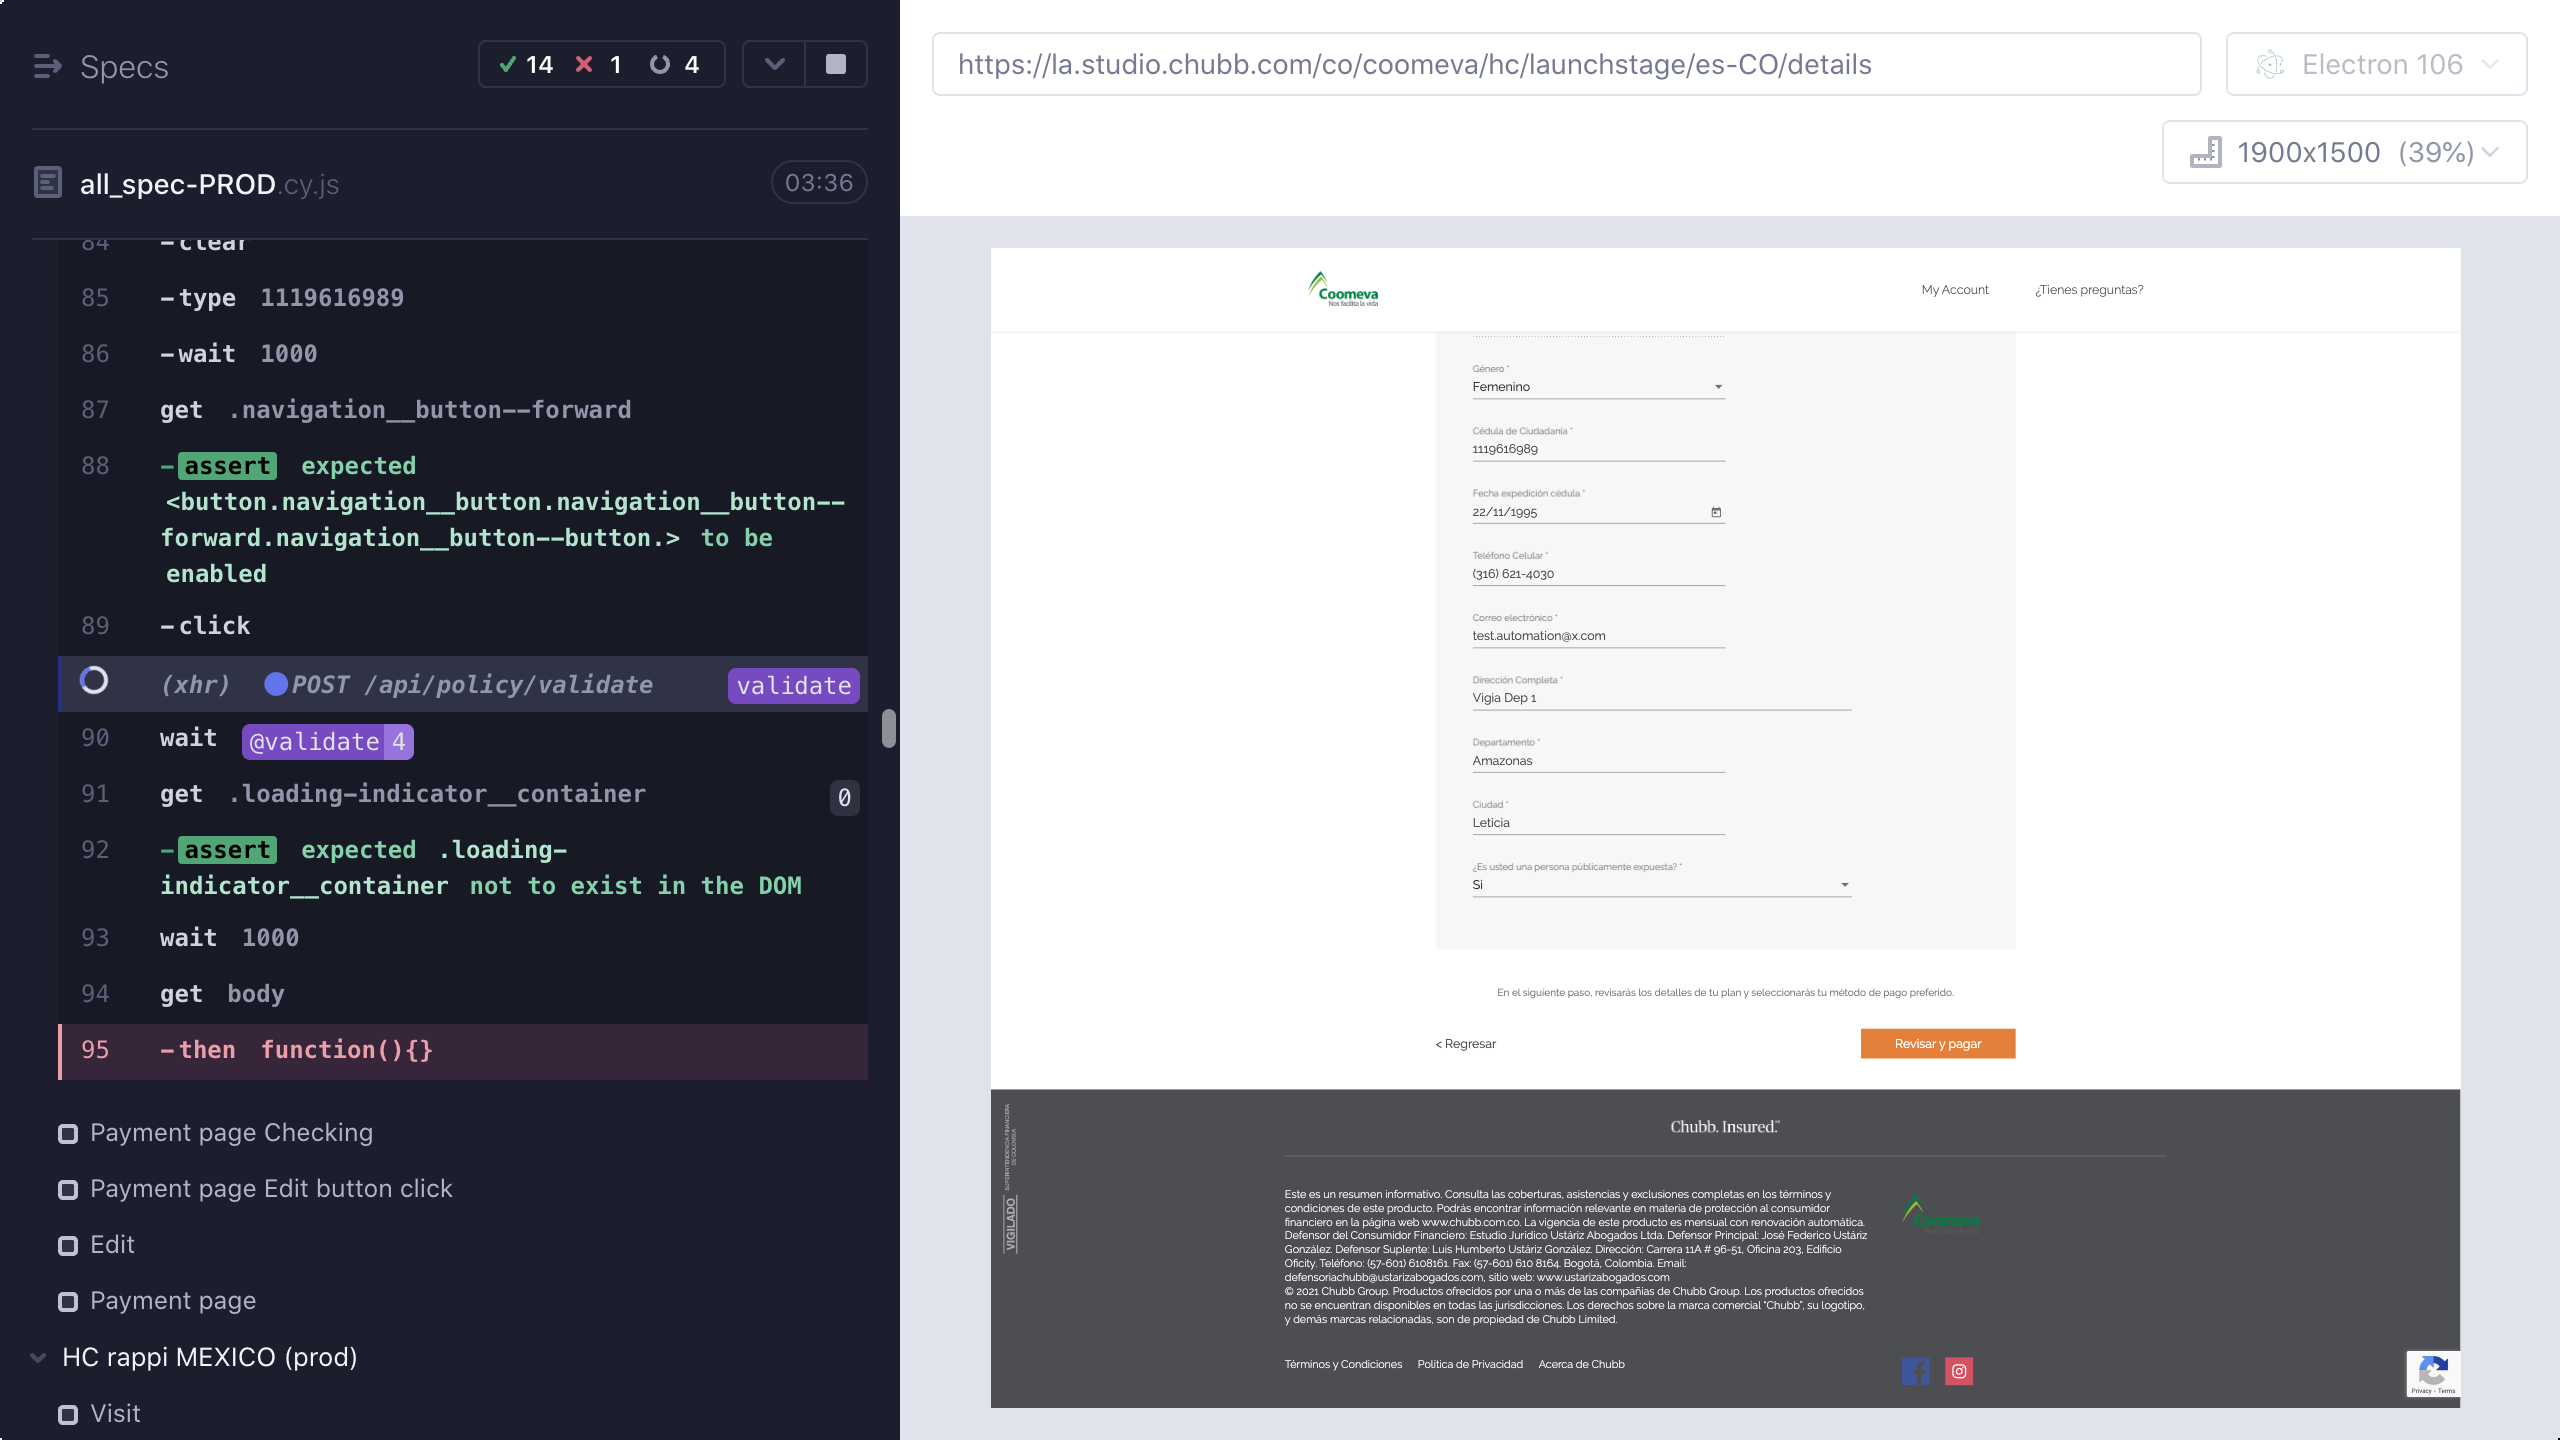 Specs
14 1 4
all_spec-PROD.cy.js
03:36
84 -clear
85 -type 1119616989
86 -wait 1000
87 get .navigation__button--forward
88 -assert expected
<button.navigation__button.navigation__button--
forward.navigation__button--button.> to be
enabled
89 -click
(xhr) POST /api/policy/validate validate
90 wait @validate 4
91 get .loading-indicator__container 0
92 -assert expected .loading-
indicator__container not to exist in the DOM
93 wait 1000
94 get body
95 -then function(){}
Payment page Checking
Payment page Edit button click
Edit
Payment page
HC rappi MEXICO (prod)
Visit
https://la.studio.chubb.com/co/coomeva/hc/launchstage/es-CO/details
Electron 106
1900x1500 (39%)
Coomeva
Nos facilita la vida
My Account
¿Tienes preguntas?
Género *
Femenino
Cédula de Ciudadanía *
1119616989
Fecha expedición cédula *
22/11/1995
Teléfono Celular *
(316) 621-4030
Correo electrónico *
test.automation@x.com
Dirección Completa *
Vigia Dep 1
Departamento *
Amazonas
Ciudad *
Leticia
¿Es usted una persona públicamente expuesta? *
Si
En el siguiente paso, revisarás los detalles de tu plan y seleccionarás tu método de pago preferido.
< Regresar
Revisar y pagar
VIGILADO
SUPERINTENDENCIA FINANCIERA
DE COLOMBIA
Chubb. Insured.™
Este es un resumen informativo. Consulta las coberturas, asistencias y exclusiones completas en los términos y
condiciones de este producto. Podrás encontrar información relevante en materia de protección al consumidor
financiero en la página web www.chubb.com.co. La vigencia de este producto es mensual con renovación automática.
Defensor del Consumidor Financiero: Estudio Jurídico Ustáriz Abogados Ltda. Defensor Principal: José Federico Ustáriz
González. Defensor Suplente: Luis Humberto Ustáriz González. Dirección: Carrera 11A # 96-51, Oficina 203, Edificio
Oficity. Teléfono: (57-601) 6108161. Fax: (57-601) 610 8164. Bogotá, Colombia. Email:
defensoriachubb@ustarizabogados.com, sitio web: www.ustarizabogados.com
© 2021 Chubb Group. Productos ofrecidos por una o más de las compañías de Chubb Group. Los productos ofrecidos
no se encuentran disponibles en todas las jurisdicciones. Los derechos sobre la marca comercial "Chubb", su logotipo,
y demás marcas relacionadas, son de propiedad de Chubb Limited.
Coomeva
Términos y Condiciones
Política de Privacidad
Acerca de Chubb
Privacy - Terms